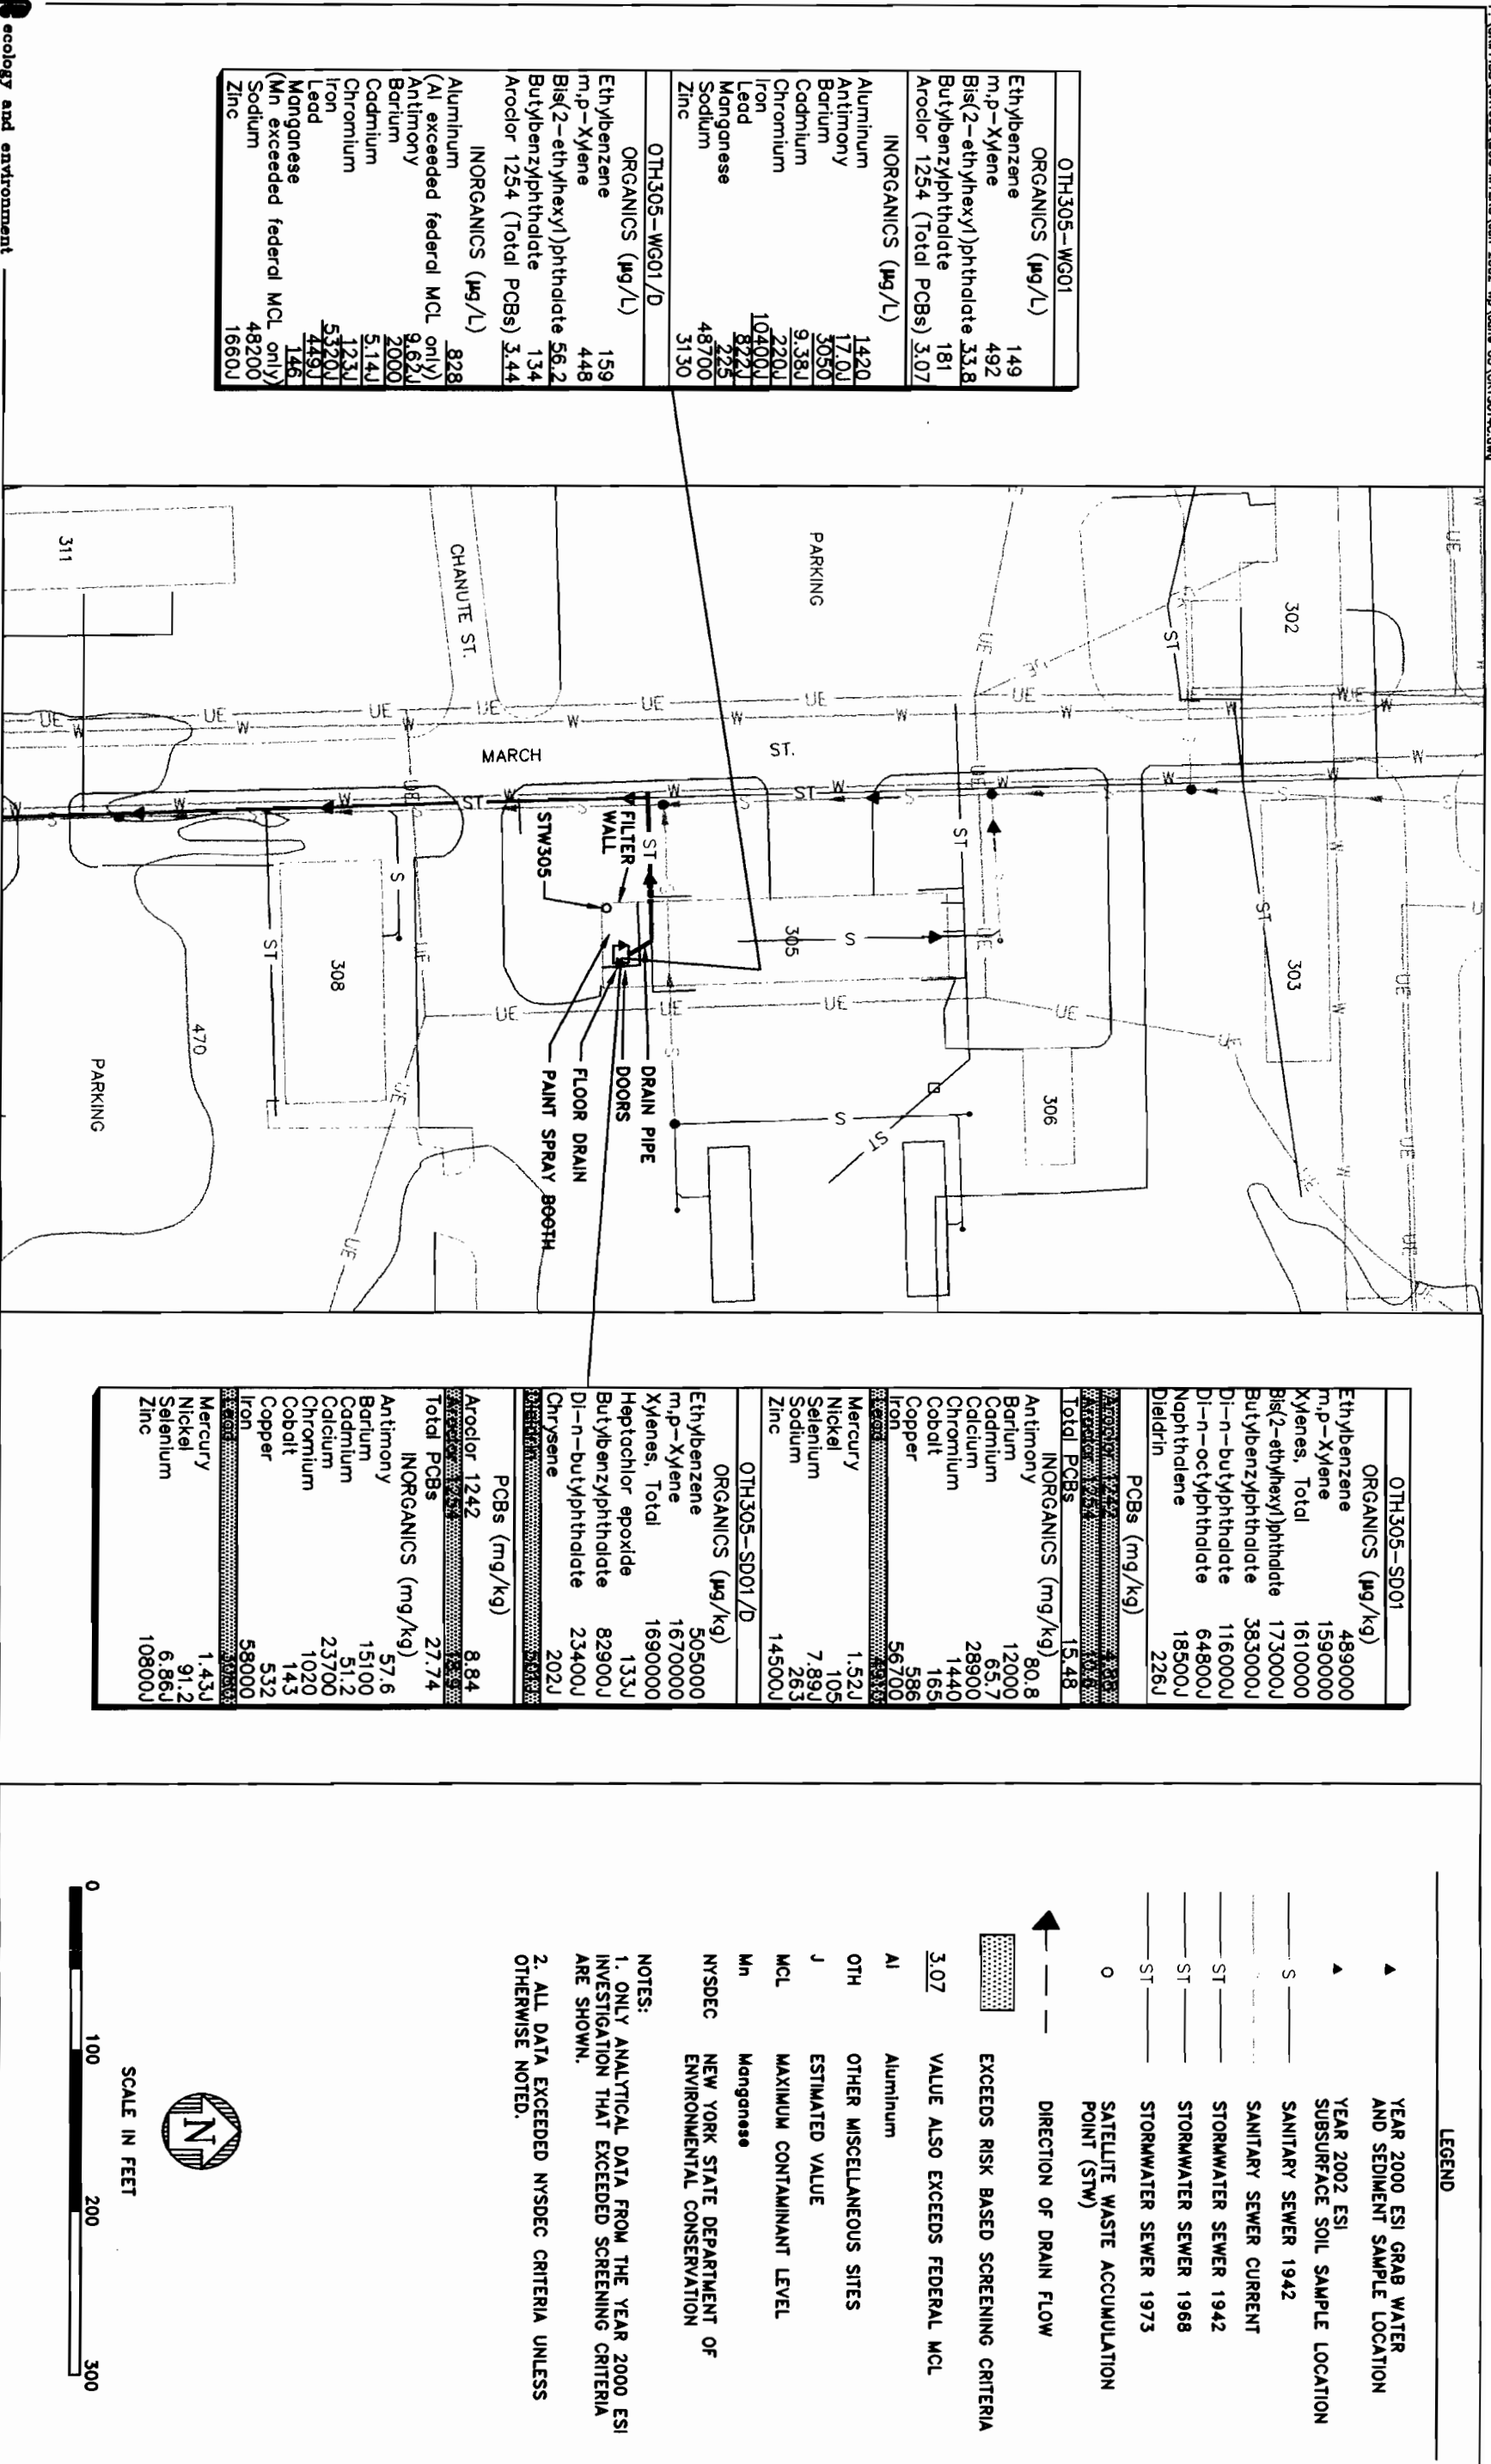 OTH305-WG01
ORGANICS (µg/L)
Ethylbenzene 149
m,p-Xylene 492
Bis(2-ethylhexyl)phthalate 33.8
Butylbenzylphthalate 181
Aroclor 1254 (Total PCBs) 3.07
INORGANICS (µg/L)
Aluminum 1420
Antimony 17.0J
Barium 3050
Cadmium 9.38J
Chromium 220J
Iron 10400J
Lead 822J
Manganese 225
Sodium 48700
Zinc 3130
OTH305-WG01/D
ORGANICS (µg/L)
Ethylbenzene 159
m,p-Xylene 448
Bis(2-ethylhexyl)phthalate 56.2
Butylbenzylphthalate 134
Aroclor 1254 (Total PCBs) 3.44
INORGANICS (µg/L)
Aluminum 828
(Al exceeded federal MCL only)
Antimony 9.62J
Barium 2000
Cadmium 5.14J
Chromium 123J
Iron 5320J
Lead 449J
Manganese 146
(Mn exceeded federal MCL only)
Sodium 48200
Zinc 1660J
PARKING
302
CHANUTE ST.
311
MARCH ST.
303
305
306
308
470
PARKING
FILTER
WALL
STW305
DRAIN PIPE
DOORS
FLOOR DRAIN
PAINT SPRAY BOOTH
UE
W
S
ST
OTH305-SD01
ORGANICS (µg/kg)
Ethylbenzene 489000
m,p-Xylene 1590000
Xylenes, Total 1610000
Bis(2-ethylhexyl)phthalate 173000J
Butylbenzylphthalate 383000J
Di-n-butylphthalate 116000J
Di-n-octylphthalate 64800J
Naphthalene 18500J
Dieldrin 226J
PCBs (mg/kg)
Aroclor 1242
Aroclor 1254
Total PCBs 15.48
INORGANICS (mg/kg)
Antimony 80.8
Barium 12000
Cadmium 65.7
Calcium 28900
Chromium 1440
Cobalt 165
Copper 586
Iron 56700
Lead
Mercury 1.52J
Nickel 105
Selenium 7.89J
Sodium 263
Zinc 14500J
OTH305-SD01/D
ORGANICS (µg/kg)
Ethylbenzene 505000
m,p-Xylene 1670000
Xylenes, Total 1690000
Heptachlor epoxide 133J
Butylbenzylphthalate 82900J
Di-n-butylphthalate 23400J
Chrysene 202J
PCBs (mg/kg)
Aroclor 1242 8.84
Aroclor 1254 18.9
Total PCBs 27.74
INORGANICS (mg/kg)
Antimony 57.6
Barium 15100
Cadmium 51.2
Calcium 23700
Chromium 1020
Cobalt 143
Copper 532
Iron 58000
Lead
Mercury 1.43J
Nickel 91.2
Selenium 6.86J
Zinc 10800J
LEGEND
YEAR 2000 ESI GRAB WATER
AND SEDIMENT SAMPLE LOCATION
YEAR 2002 ESI
SUBSURFACE SOIL SAMPLE LOCATION
S SANITARY SEWER 1942
SANITARY SEWER CURRENT
ST STORMWATER SEWER 1942
ST STORMWATER SEWER 1968
ST STORMWATER SEWER 1973
SATELLITE WASTE ACCUMULATION
POINT (STW)
DIRECTION OF DRAIN FLOW
EXCEEDS RISK BASED SCREENING CRITERIA
3.07 VALUE ALSO EXCEEDS FEDERAL MCL
Al Aluminum
OTH OTHER MISCELLANEOUS SITES
J ESTIMATED VALUE
MCL MAXIMUM CONTAMINANT LEVEL
Mn Manganese
NYSDEC NEW YORK STATE DEPARTMENT OF
ENVIRONMENTAL CONSERVATION
NOTES:
1. ONLY ANALYTICAL DATA FROM THE YEAR 2000 ESI
INVESTIGATION THAT EXCEEDED SCREENING CRITERIA
ARE SHOWN.
2. ALL DATA EXCEEDED NYSDEC CRITERIA UNLESS
OTHERWISE NOTED.
N
SCALE IN FEET
0 100 200 300
ecology and environment